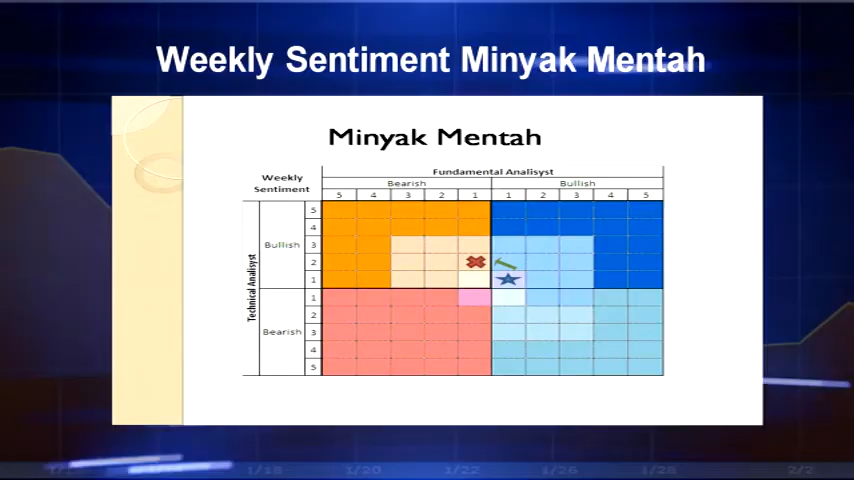 Weekly Sentiment Minyak Mentah
Minyak Mentah
Weekly Sentiment
Fundamental Analisyst
Bearish Bullish
5 4 3 2 1 1 2 3 4 5
Technical Analisyst
Bullish
5
4
3
2
1
Bearish
1
2
3
4
5
1/18 1/20 1/22 1/26 1/28 2/2